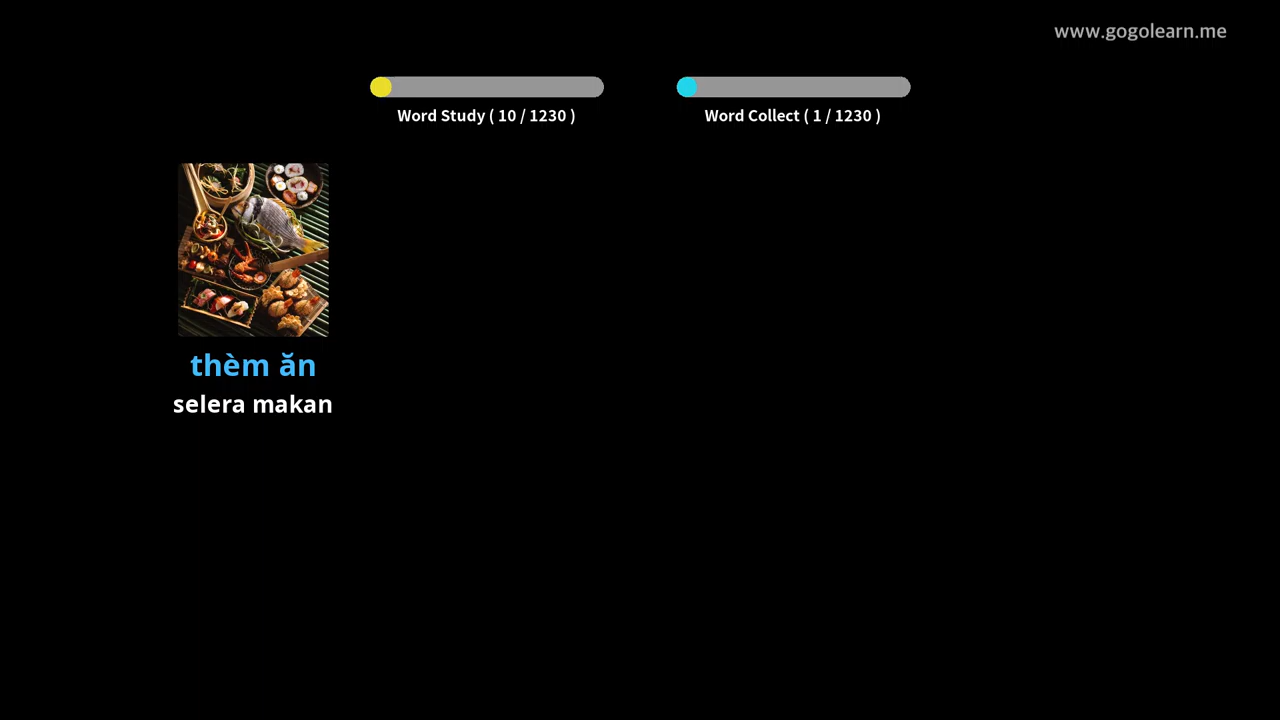 www.gogolearn.me
Word Study ( 10 / 1230 )
Word Collect ( 1 / 1230 )
thèm ăn
selera makan